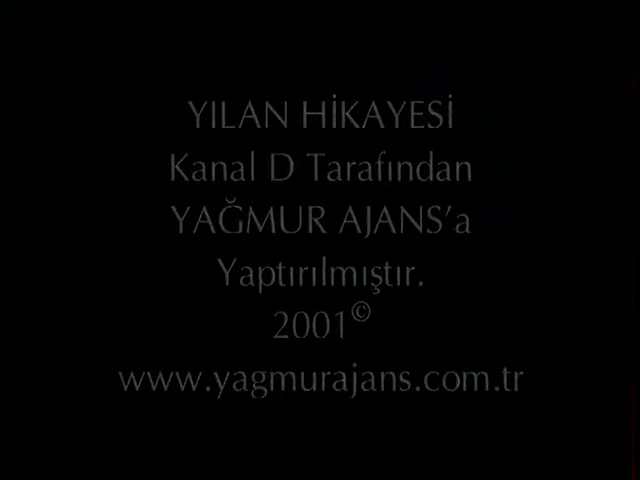 YILAN HİKAYESİ
Kanal D Tarafından
YAĞMUR AJANS’a
Yaptırılmıştır.
2001©
www.yagmurajans.com.tr